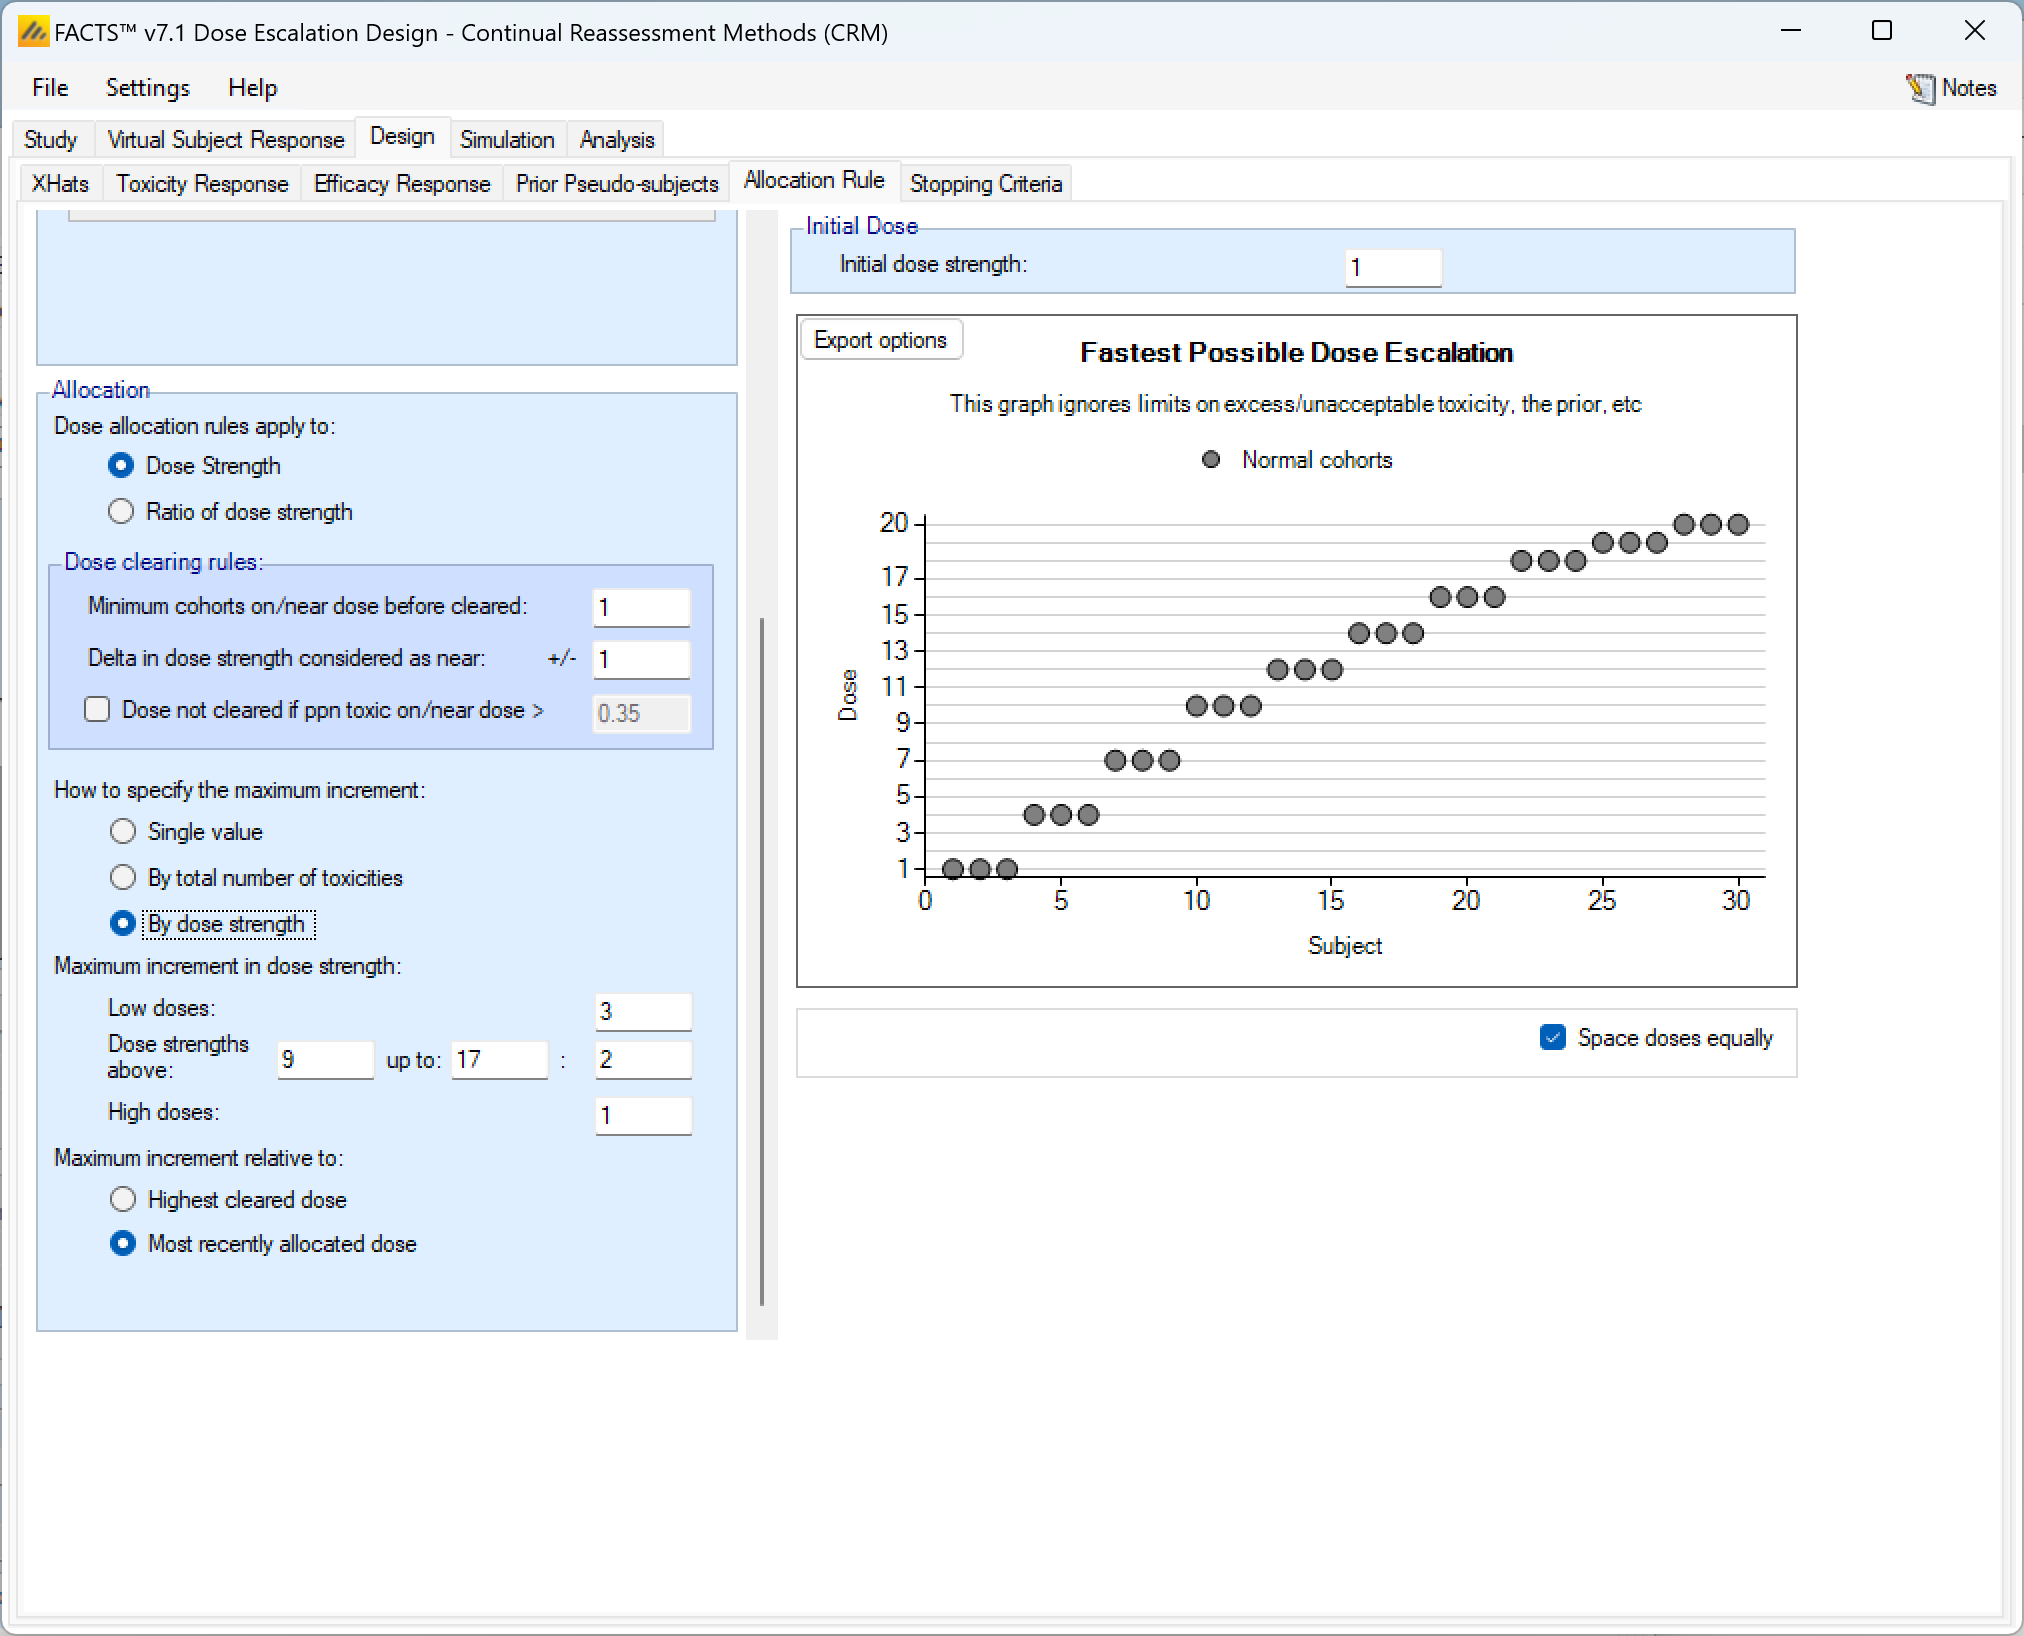 FACTS™ v7.1 Dose Escalation Design - Continual Reassessment Methods (CRM)
File Settings Help Notes
Study Virtual Subject Response Design Simulation Analysis
XHats Toxicity Response Efficacy Response Prior Pseudo-subjects Allocation Rule Stopping Criteria
Allocation
Dose allocation rules apply to:
Dose Strength
Ratio of dose strength
Dose clearing rules:
Minimum cohorts on/near dose before cleared: 1
Delta in dose strength considered as near: +/- 1
Dose not cleared if ppn toxic on/near dose > 0.35
How to specify the maximum increment:
Single value
By total number of toxicities
By dose strength
Maximum increment in dose strength:
Low doses: 3
Dose strengths above: 9 up to: 17 : 2
High doses: 1
Maximum increment relative to:
Highest cleared dose
Most recently allocated dose
Initial Dose
Initial dose strength: 1
Export options
Fastest Possible Dose Escalation
This graph ignores limits on excess/unacceptable toxicity, the prior, etc
Normal cohorts
20
17
15
13
11
9
7
5
3
1
Dose
0 5 10 15 20 25 30
Subject
Space doses equally